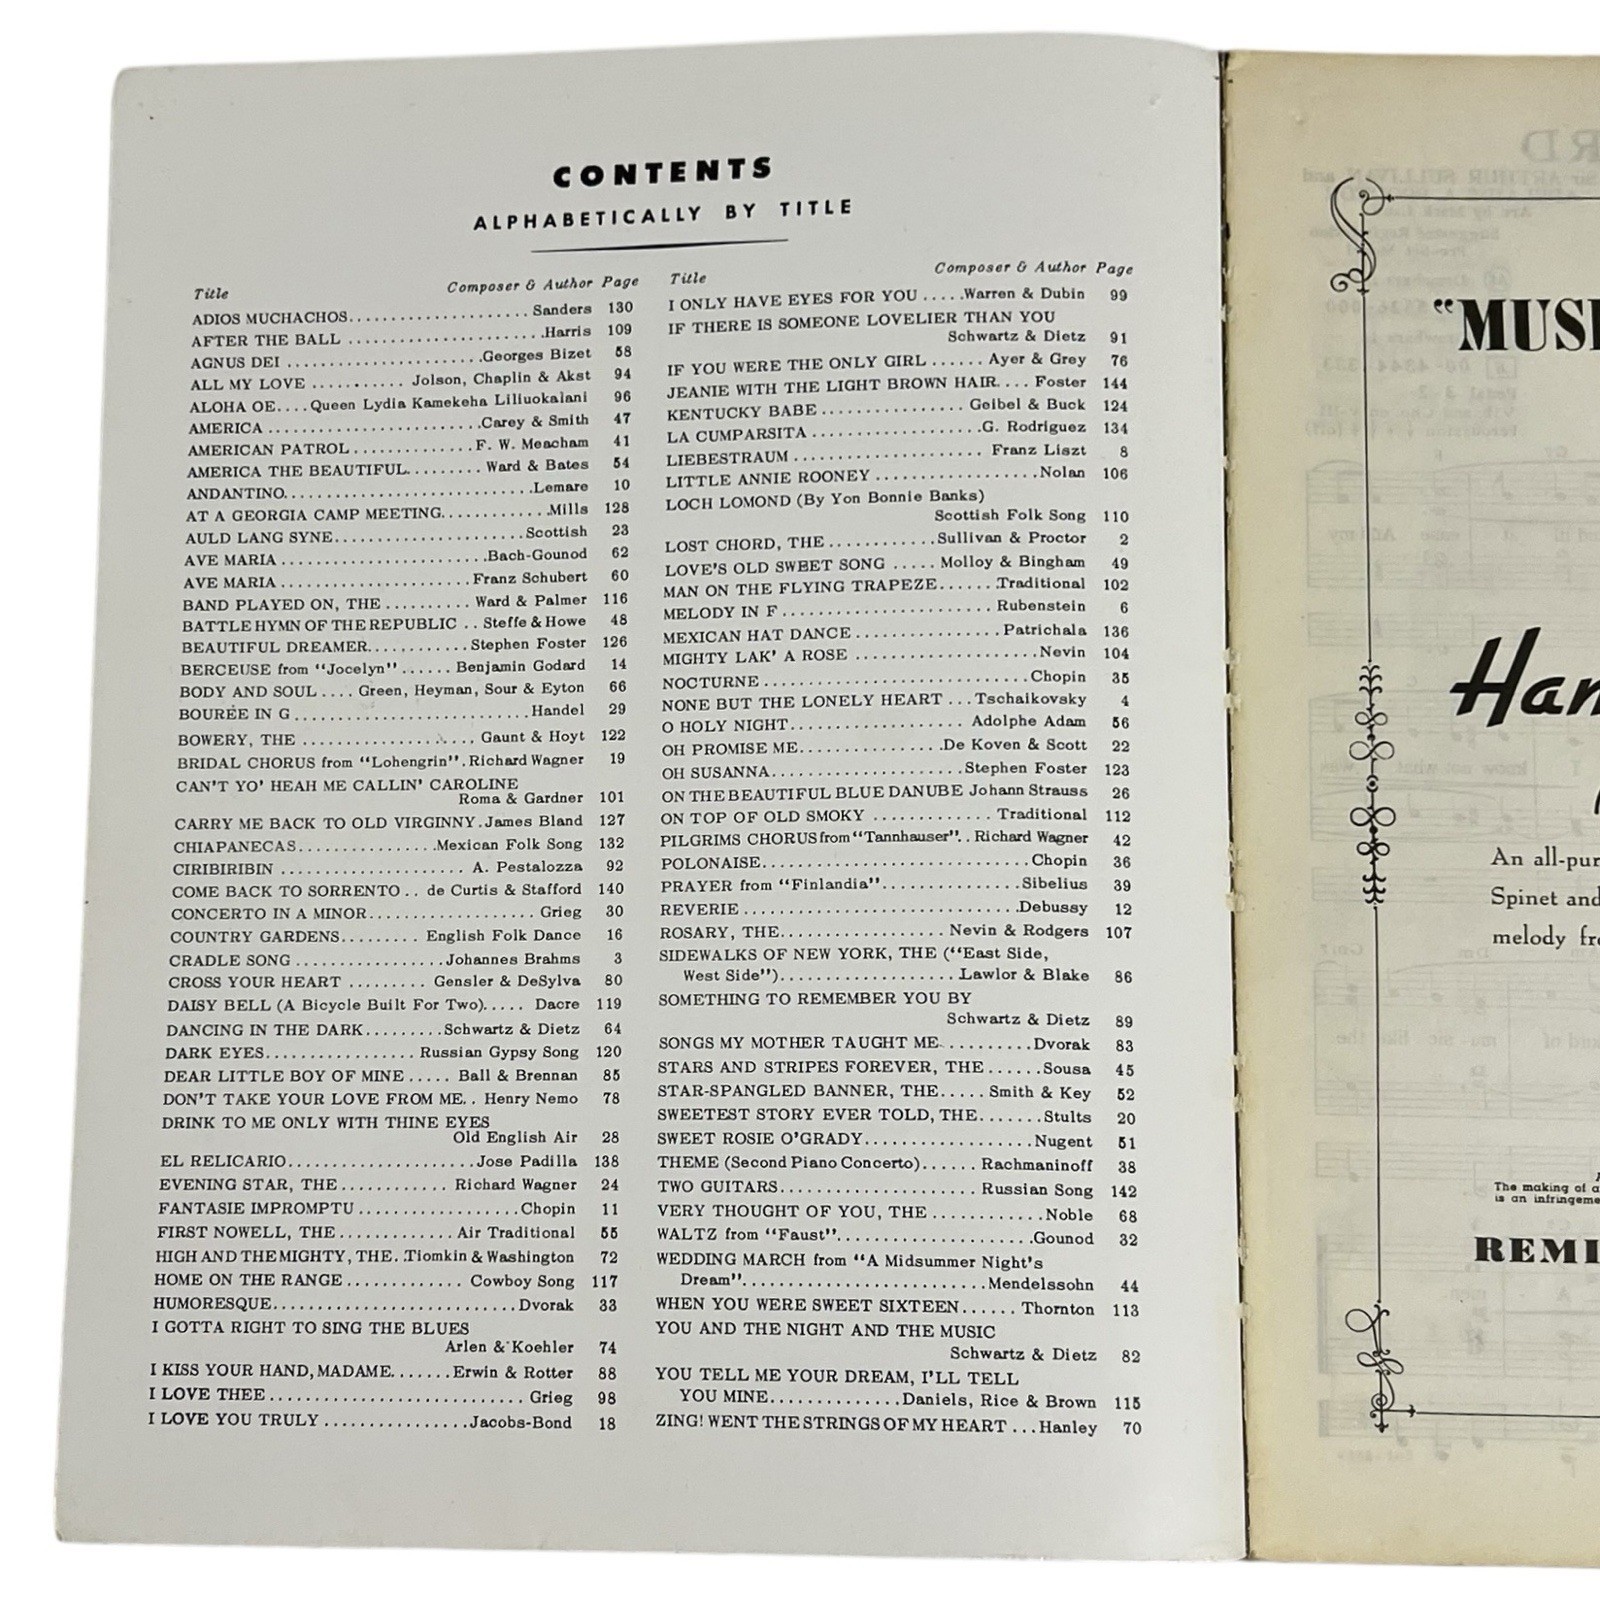 CONTENTS
ALPHABETICALLY BY TITLE
Title Composer & Author Page
ADIOS MUCHACHOS..................... Sanders 130
AFTER THE BALL .......................Harris 109
AGNUS DEI .......................Georges Bizet 58
ALL MY LOVE .......... Jolson, Chaplin & Akst 94
ALOHA OE....Queen Lydia Kamekeha Liliuokalani 96
AMERICA.........................Carey & Smith 47
AMERICAN PATROL..............F. W. Meacham 41
AMERICA THE BEAUTIFUL......... Ward & Bates 54
ANDANTINO.............................Lemare 10
AT A GEORGIA CAMP MEETING.............Mills 128
AULD LANG SYNE......................Scottish 23
AVE MARIA ........................Bach-Gounod 62
AVE MARIA ......................Franz Schubert 60
BAND PLAYED ON, THE .......... Ward & Palmer 116
BATTLE HYMN OF THE REPUBLIC .. Steffe & Howe 48
BEAUTIFUL DREAMER............Stephen Foster 126
BERCEUSE from "Jocelyn" ...... Benjamin Godard 14
BODY AND SOUL .... Green, Heyman, Sour & Eyton 66
BOURÉE IN G...........................Handel 29
BOWERY, THE .................... Gaunt & Hoyt 122
BRIDAL CHORUS from "Lohengrin". Richard Wagner 19
CAN'T YO' HEAH ME CALLIN' CAROLINE
Roma & Gardner 101
CARRY ME BACK TO OLD VIRGINNY.James Bland 127
CHIAPANECAS................Mexican Folk Song 132
CIRIBIRIBIN ...................... A. Pestalozza 92
COME BACK TO SORRENTO .. de Curtis & Stafford 140
CONCERTO IN A MINOR................... Grieg 30
COUNTRY GARDENS......... English Folk Dance 16
CRADLE SONG .................Johannes Brahms 3
CROSS YOUR HEART ......... Gensler & DeSylva 80
DAISY BELL (A Bicycle Built For Two)..... Dacre 119
DANCING IN THE DARK.........Schwartz & Dietz 64
DARK EYES................. Russian Gypsy Song 120
DEAR LITTLE BOY OF MINE ..... Ball & Brennan 85
DON'T TAKE YOUR LOVE FROM ME.. Henry Nemo 78
DRINK TO ME ONLY WITH THINE EYES
Old English Air 28
EL RELICARIO......................Jose Padilla 138
EVENING STAR, THE ............ Richard Wagner 24
FANTASIE IMPROMPTU ...................Chopin 11
FIRST NOWELL, THE ............. Air Traditional 55
HIGH AND THE MIGHTY, THE..Tiomkin & Washington 72
HOME ON THE RANGE ............. Cowboy Song 117
HUMORESQUE...........................Dvorak 33
I GOTTA RIGHT TO SING THE BLUES
Arlen & Koehler 74
I KISS YOUR HAND, MADAME....... Erwin & Rotter 88
I LOVE THEE ............................. Grieg 98
I LOVE YOU TRULY .................Jacobs-Bond 18
Title Composer & Author Page
I ONLY HAVE EYES FOR YOU .....Warren & Dubin 99
IF THERE IS SOMEONE LOVELIER THAN YOU
Schwartz & Dietz 91
IF YOU WERE THE ONLY GIRL ...... Ayer & Grey 76
JEANIE WITH THE LIGHT BROWN HAIR.... Foster 144
KENTUCKY BABE ................ Geibel & Buck 124
LA CUMPARSITA ....................G. Rodriguez 134
LIEBESTRAUM ...................... Franz Liszt 8
LITTLE ANNIE ROONEY ...................Nolan 106
LOCH LOMOND (By Yon Bonnie Banks)
Scottish Folk Song 110
LOST CHORD, THE ............Sullivan & Proctor 2
LOVE'S OLD SWEET SONG ..... Molloy & Bingham 49
MAN ON THE FLYING TRAPEZE......Traditional 102
MELODY IN F........................ Rubenstein 6
MEXICAN HAT DANCE .................Patrichala 136
MIGHTY LAK' A ROSE .....................Nevin 104
NOCTURNE ..............................Chopin 35
NONE BUT THE LONELY HEART ...Tschaikovsky 4
O HOLY NIGHT..................... Adolphe Adam 56
OH PROMISE ME................De Koven & Scott 22
OH SUSANNA......................Stephen Foster 123
ON THE BEAUTIFUL BLUE DANUBE Johann Strauss 26
ON TOP OF OLD SMOKY .............. Traditional 112
PILGRIMS CHORUS from "Tannhauser".. Richard Wagner 42
POLONAISE...............................Chopin 36
PRAYER from "Finlandia"................Sibelius 39
REVERIE ...............................Debussy 12
ROSARY, THE................... Nevin & Rodgers 107
SIDEWALKS OF NEW YORK, THE ("East Side,
West Side").....................Lawlor & Blake 86
SOMETHING TO REMEMBER YOU BY
Schwartz & Dietz 89
SONGS MY MOTHER TAUGHT ME..........Dvorak 83
STARS AND STRIPES FOREVER, THE ......Sousa 45
STAR-SPANGLED BANNER, THE..... Smith & Key 52
SWEETEST STORY EVER TOLD, THE.......Stults 20
SWEET ROSIE O'GRADY.................. Nugent 51
THEME (Second Piano Concerto)...... Rachmaninoff 38
TWO GUITARS....................... Russian Song 142
VERY THOUGHT OF YOU, THE ............Noble 68
WALTZ from "Faust".......................Gounod 32
WEDDING MARCH from "A Midsummer Night's
Dream"............................Mendelssohn 44
WHEN YOU WERE SWEET SIXTEEN...... Thornton 113
YOU AND THE NIGHT AND THE MUSIC
Schwartz & Dietz 82
YOU TELL ME YOUR DREAM, I'LL TELL
YOU MINE...............Daniels, Rice & Brown 115
ZING! WENT THE STRINGS OF MY HEART ...Hanley 70
"MUSI
Han
An all-pur
Spinet and
melody fr
The making of a
is an infringeme
REMI